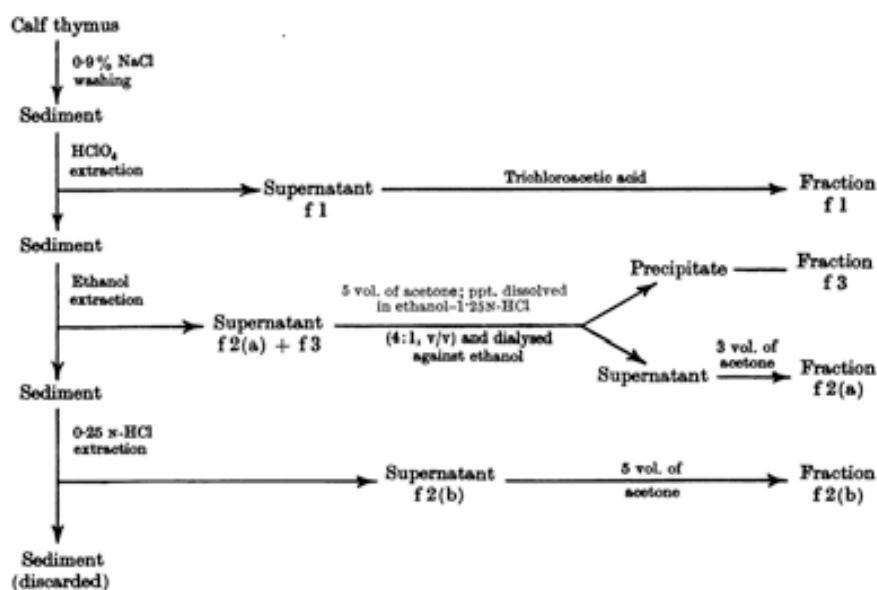 Calf thymus
0·9% NaCl
washing
Sediment
HClO₄
extraction
Supernatant
f 1
Trichloroacetic acid
Fraction
f 1
Sediment
Ethanol
extraction
Supernatant
f 2(a) + f 3
5 vol. of acetone; ppt. dissolved
in ethanol–1·25N-HCl
(4:1, v/v) and dialysed
against ethanol
Precipitate
Fraction
f 3
Supernatant
3 vol. of
acetone
Fraction
f 2(a)
Sediment
0·25 N-HCl
extraction
Supernatant
f 2(b)
5 vol. of
acetone
Fraction
f 2(b)
Sediment
(discarded)